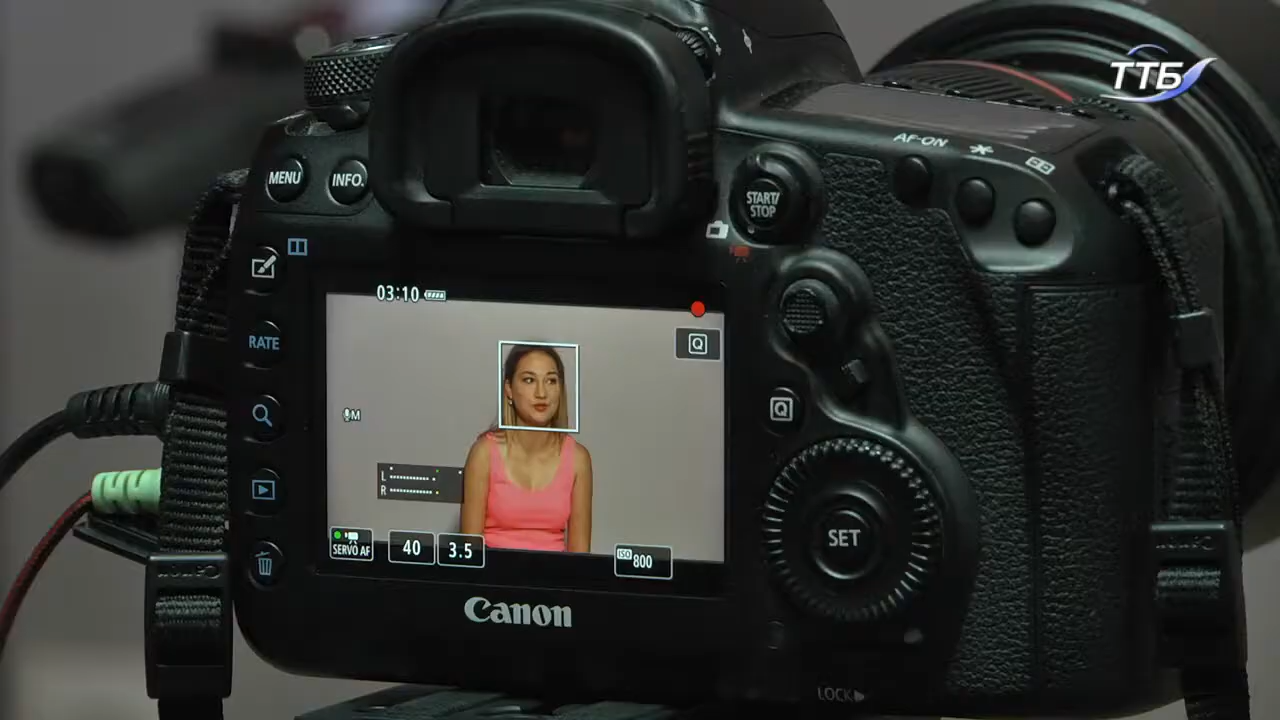 ТТБ
AF-ON
MENU
INFO.
START/
STOP
RATE
03:10
Q
M
L
R
SERVO AF
40
3.5
ISO
800
Q
SET
Canon
Canon
LOCK▶